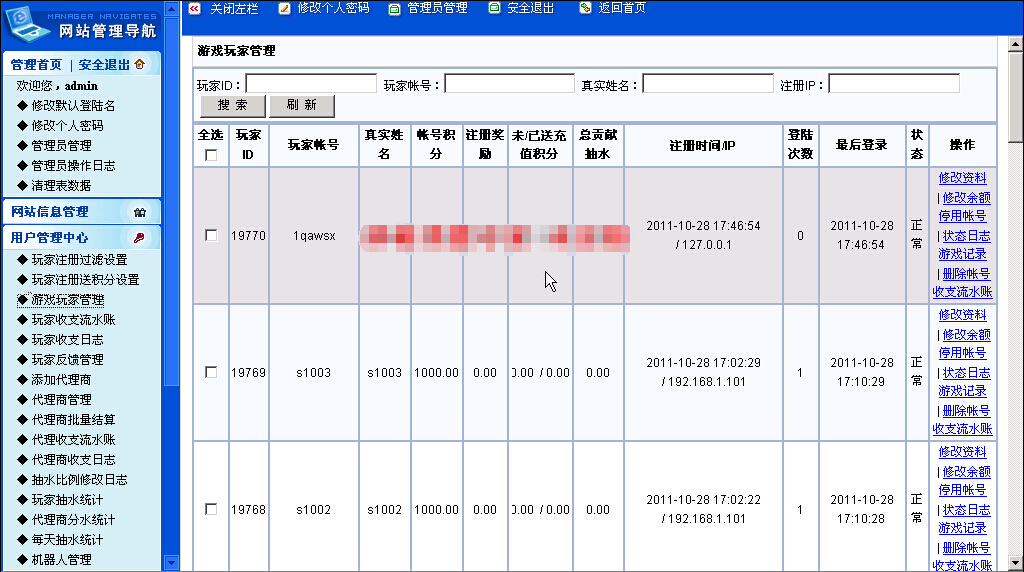 MANAGER NAVIGATES
网站管理导航
管理首页 | 安全退出
欢迎您，admin
◆ 修改默认登陆名
◆ 修改个人密码
◆ 管理员管理
◆ 管理员操作日志
◆ 清理表数据
网站信息管理
用户管理中心
◆ 玩家注册过滤设置
◆ 玩家注册送积分设置
◆ 游戏玩家管理
◆ 玩家收支流水账
◆ 玩家收支日志
◆ 玩家反馈管理
◆ 添加代理商
◆ 代理商管理
◆ 代理商批量结算
◆ 代理收支流水账
◆ 代理商收支日志
◆ 抽水比例修改日志
◆ 玩家抽水统计
◆ 代理商分水统计
◆ 每天抽水统计
◆ 机器人管理
关闭左栏 修改个人密码 管理员管理 安全退出 返回首页
游戏玩家管理
玩家ID： 玩家帐号： 真实姓名： 注册IP：
搜 索 刷 新
全选 玩家ID 玩家帐号 真实姓名 帐号积分 注册奖励 未/已送充值积分 总贡献抽水 注册时间/IP 登陆次数 最后登录 状态 操作
19770 1qawsx 2011-10-28 17:46:54 / 127.0.0.1 0 2011-10-28 17:46:54 正常
修改资料
| 修改余额
停用帐号
| 状态日志
游戏记录
| 删除帐号
收支流水账
19769 s1003 s1003 1000.00 0.00 0.00 / 0.00 0.00 2011-10-28 17:02:29 / 192.168.1.101 1 2011-10-28 17:10:29 正常
修改资料
| 修改余额
停用帐号
| 状态日志
游戏记录
| 删除帐号
收支流水账
19768 s1002 s1002 1000.00 0.00 0.00 / 0.00 0.00 2011-10-28 17:02:22 / 192.168.1.101 1 2011-10-28 17:10:28 正常
修改资料
| 修改余额
停用帐号
| 状态日志
游戏记录
| 删除帐号
收支流水账